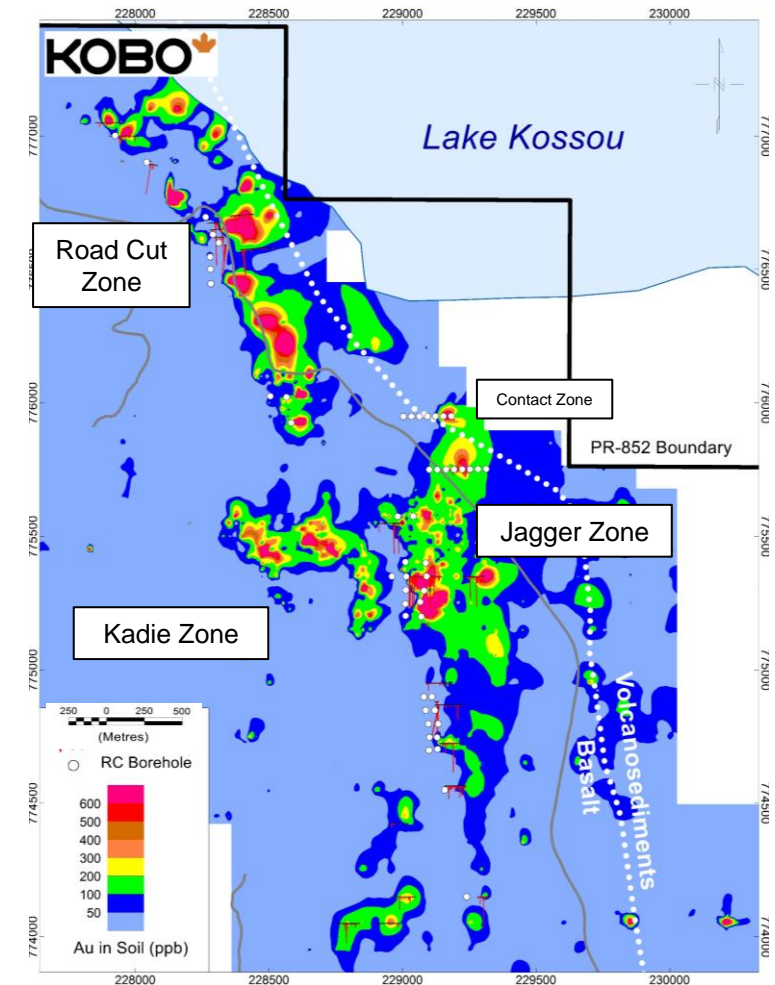 228000 228500 229000 229500 230000
KOBO
777000 777000
Lake Kossou
Road Cut
Zone
776500 776500
776000 776000
Contact Zone
PR-852 Boundary
775500 775500
Jagger Zone
Kadie Zone
775000 775000
Volcanosediments
Basalt
250 0 250 500
(Metres)
RC Borehole
774500 774500
600
500
400
300
200
100
50
Au in Soil (ppb)
774000 774000
228000 228500 229000 229500 230000